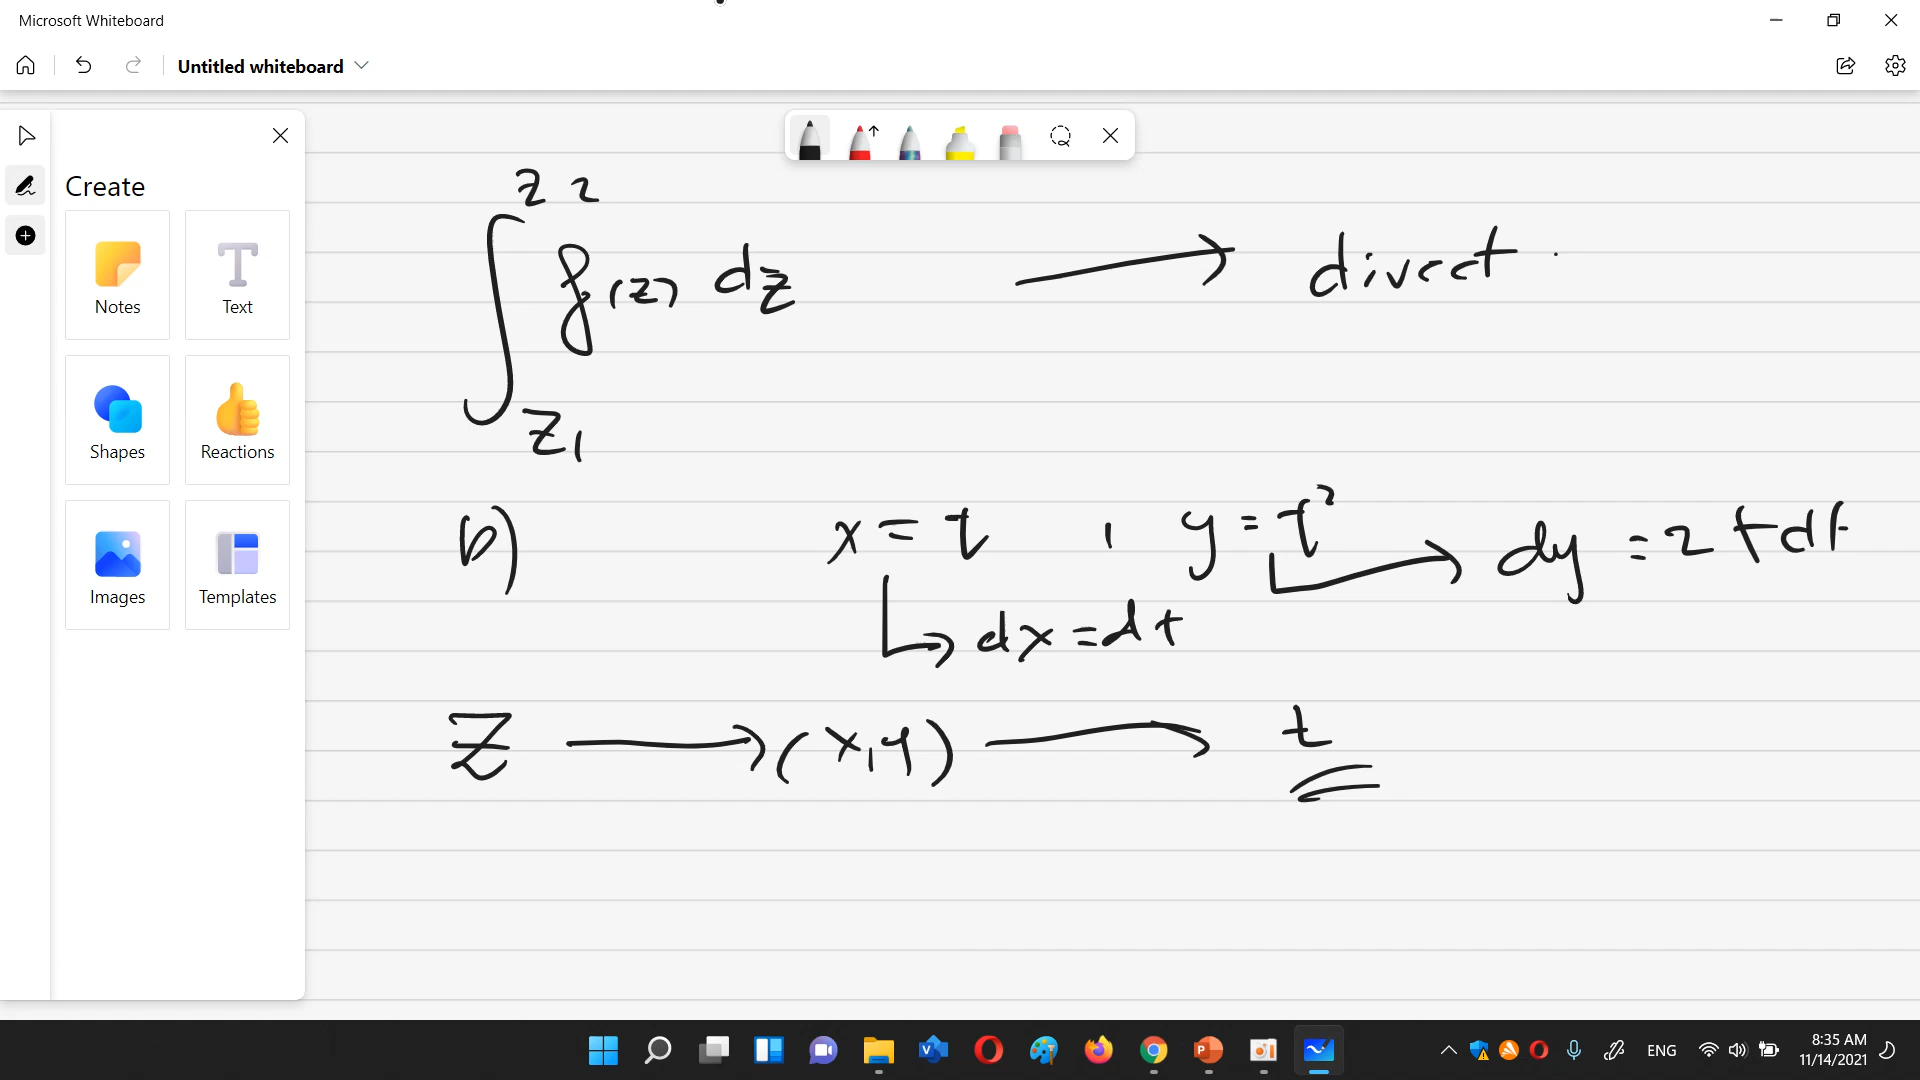 Microsoft Whiteboard
Untitled whiteboard
Create
Notes
Text
Shapes
Reactions
Images
Templates
∫ z1 z2 f(z) dz → direct
b) x = t , y = t² → dy = 2 t dt
→ dx = dt
Z → (x, y) → t
ENG
8:35 AM
11/14/2021